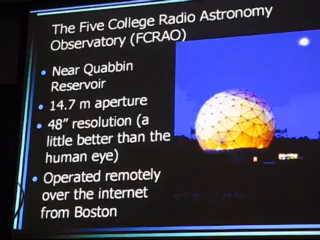 The Five College Radio Astronomy
Observatory (FCRAO)
Near Quabbin
Reservoir
14.7 m aperture
48" resolution (a
little better than the
human eye)
Operated remotely
over the internet
from Boston